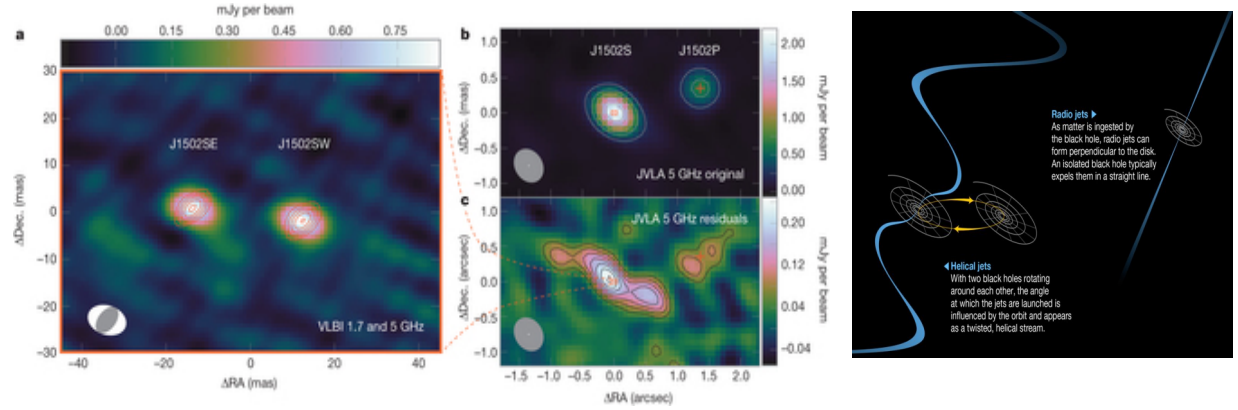 mJy per beam
a
0.00 0.15 0.30 0.50 0.75
30
20
10
0
−10
−20
−30
ΔDec. (mas)
J1502SE
J1502SW
VLBI 1.7 and 5 GHz
−40 −20 0 20 40
ΔRA (mas)
b
1.0
0.5
0.0
−0.5
−1.0
ΔDec. (mas)
J1502S
J1502P
JVLA 5 GHz original
2.00
1.50
1.00
0.50
0.00
mJy per beam
c
1.0
0.5
0.0
−0.5
−1.0
ΔDec. (arcsec)
JVLA 5 GHz residuals
0.20
0.12
0.04
−0.04
mJy per beam
−1.5 −1.0 −0.5 0.0 0.5 1.0 1.5 2.0
ΔRA (arcsec)
Radio jets
As matter is ingested by
the black hole, radio jets can
form perpendicular to the disk.
An isolated black hole typically
expels them in a straight line.
Helical jets
With two black holes rotating
around each other, the angle
at which the jets are launched is
influenced by the orbit and appears
as a twisted, helical stream.